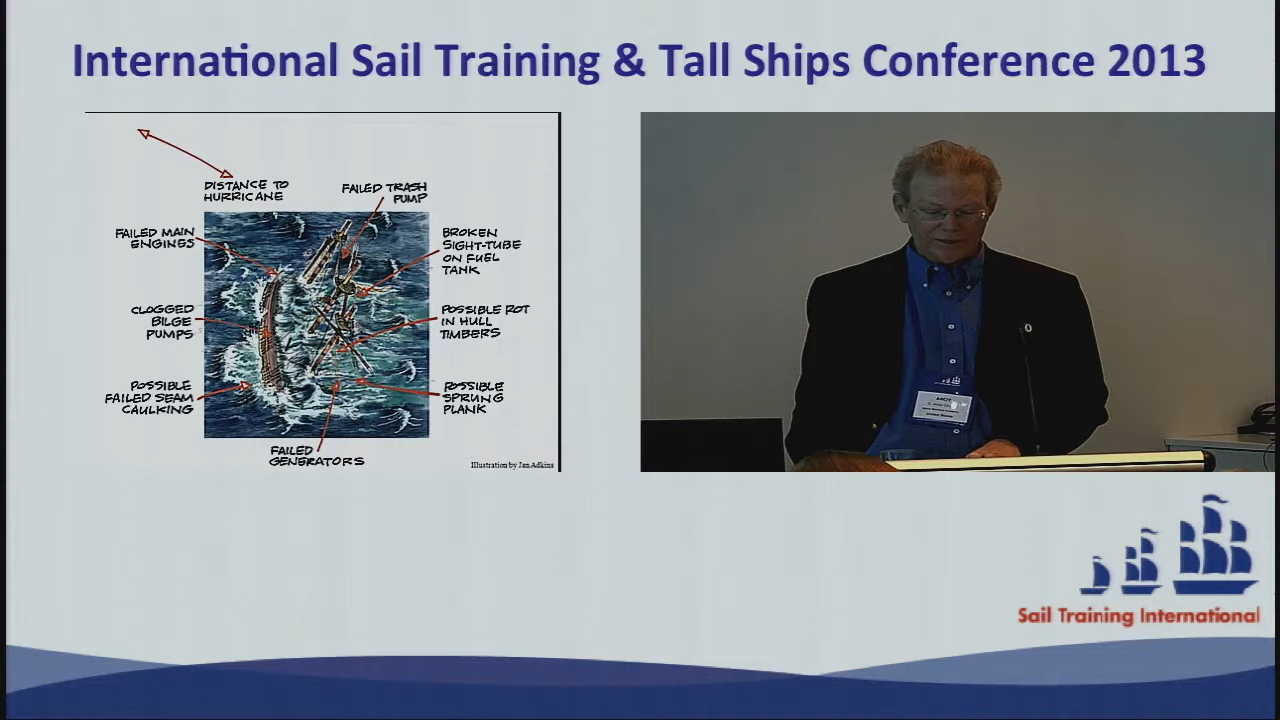 International Sail Training & Tall Ships Conference 2013
DISTANCE TO
HURRICANE
FAILED TRASH
PUMP
FAILED MAIN
ENGINES
BROKEN
SIGHT-TUBE
ON FUEL
TANK
CLOGGED
BILGE
PUMPS
POSSIBLE ROT
IN HULL
TIMBERS
POSSIBLE
FAILED SEAM
CAULKING
POSSIBLE
SPRUNG
PLANK
FAILED
GENERATORS
Illustration by Jan Adkins
ANDY
Sail Training International